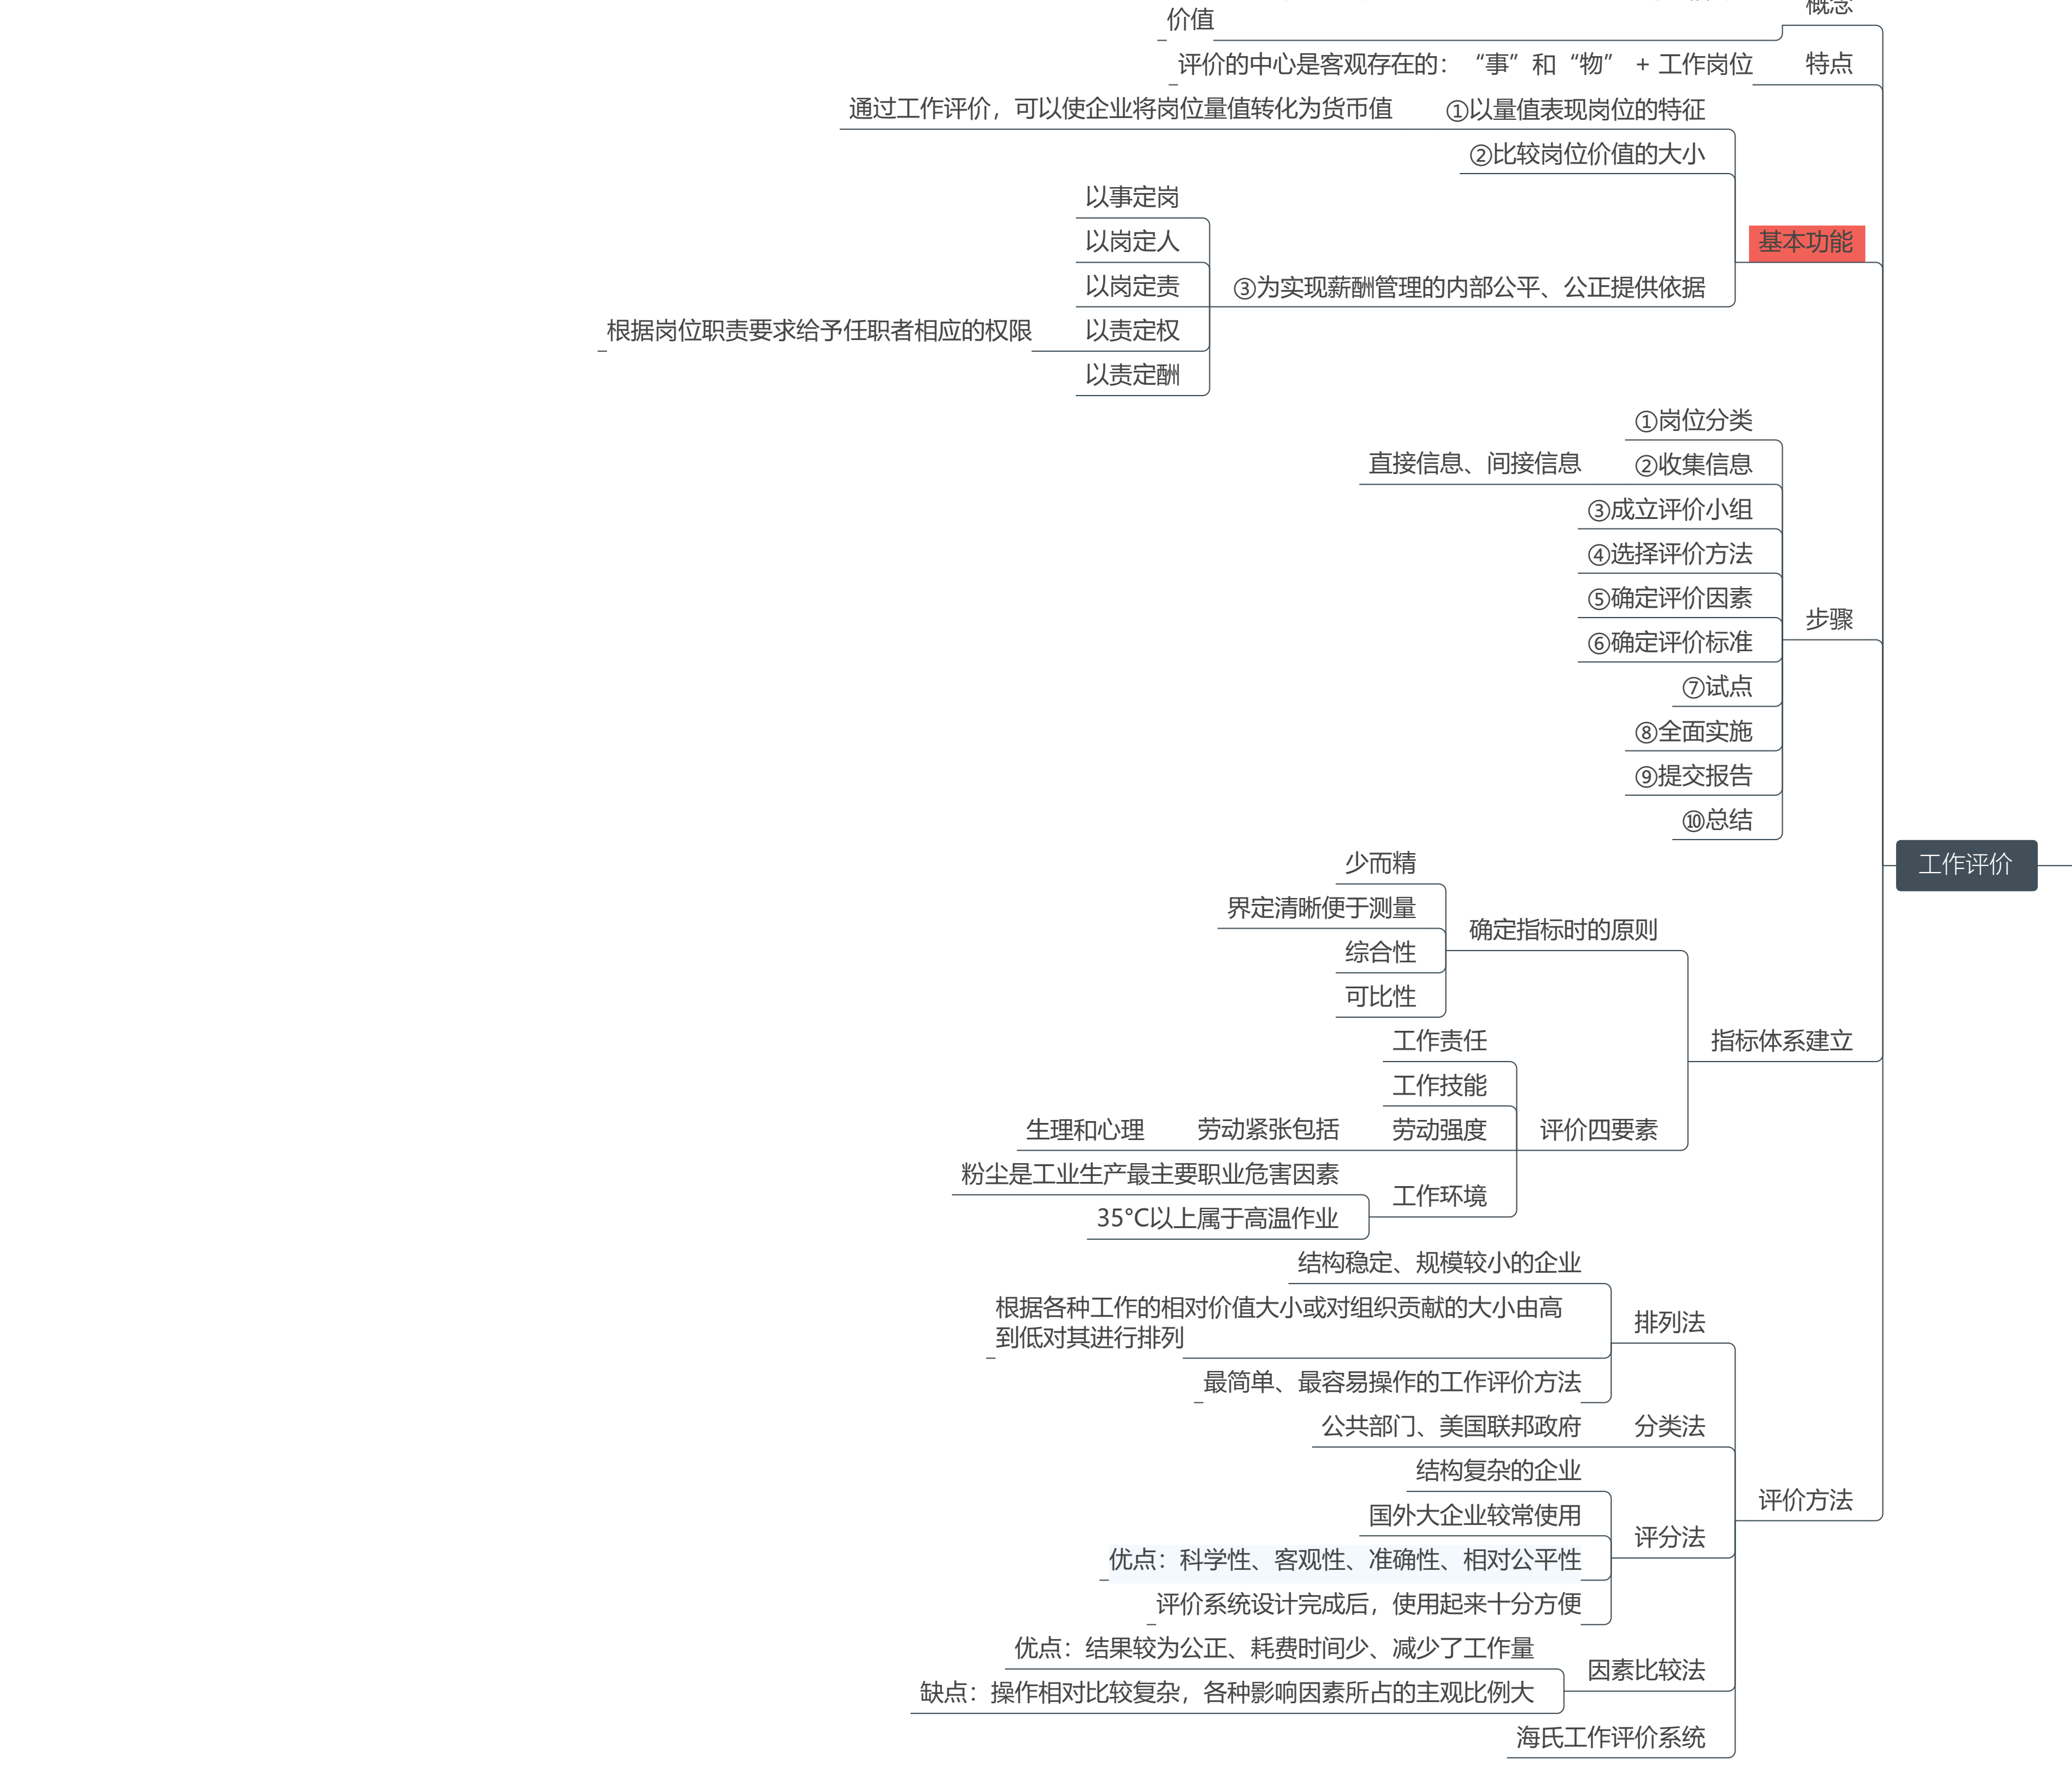 工作评价
概念
价值
特点
评价的中心是客观存在的：“事”和“物” + 工作岗位
基本功能
①以量值表现岗位的特征
通过工作评价，可以使企业将岗位量值转化为货币值
②比较岗位价值的大小
③为实现薪酬管理的内部公平、公正提供依据
以事定岗
以岗定人
以岗定责
以责定权
根据岗位职责要求给予任职者相应的权限
以责定酬
步骤
①岗位分类
②收集信息
直接信息、间接信息
③成立评价小组
④选择评价方法
⑤确定评价因素
⑥确定评价标准
⑦试点
⑧全面实施
⑨提交报告
⑩总结
指标体系建立
确定指标时的原则
少而精
界定清晰便于测量
综合性
可比性
评价四要素
工作责任
工作技能
劳动强度
劳动紧张包括
生理和心理
工作环境
粉尘是工业生产最主要职业危害因素
35°C以上属于高温作业
评价方法
排列法
结构稳定、规模较小的企业
根据各种工作的相对价值大小或对组织贡献的大小由高
到低对其进行排列
最简单、最容易操作的工作评价方法
分类法
公共部门、美国联邦政府
评分法
结构复杂的企业
国外大企业较常使用
优点：科学性、客观性、准确性、相对公平性
评价系统设计完成后，使用起来十分方便
因素比较法
优点：结果较为公正、耗费时间少、减少了工作量
缺点：操作相对比较复杂，各种影响因素所占的主观比例大
海氏工作评价系统